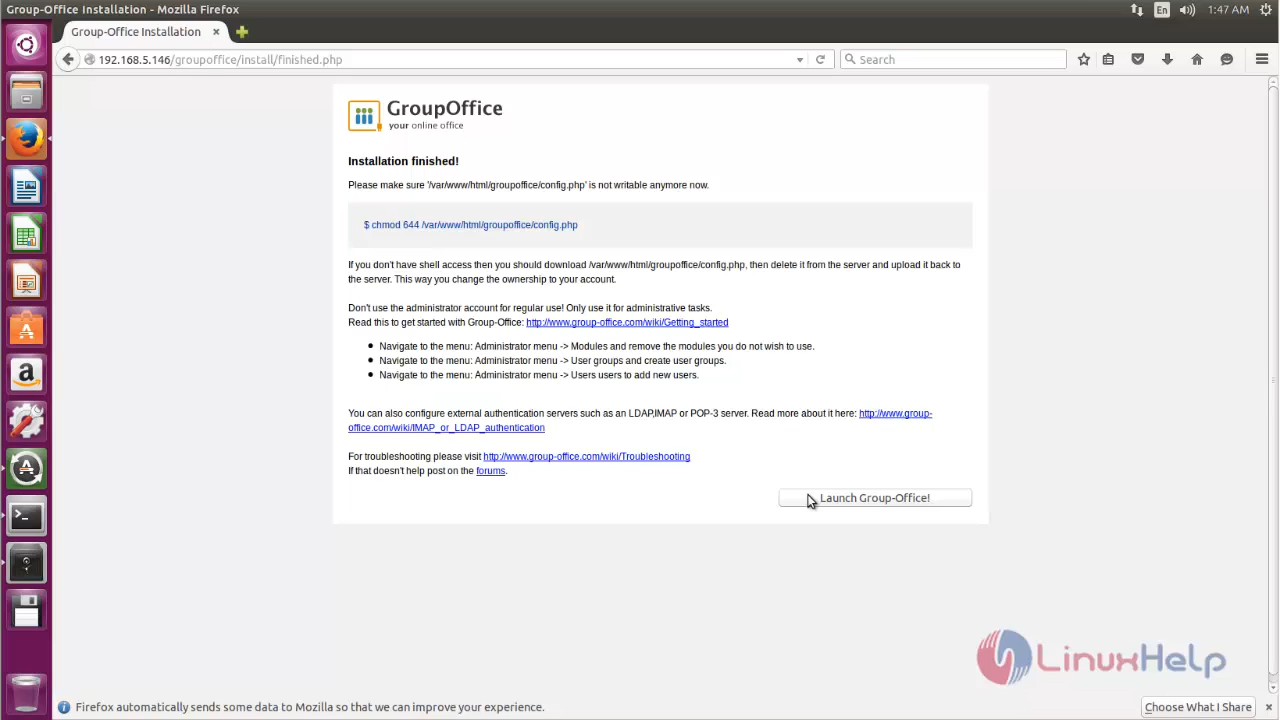 Group-Office Installation - Mozilla Firefox
En
1:47 AM
Group-Office Installation
192.168.5.146/groupoffice/install/finished.php
Search
GroupOffice
your online office
Installation finished!
Please make sure '/var/www/html/groupoffice/config.php' is not writable anymore now.
$ chmod 644 /var/www/html/groupoffice/config.php
If you don't have shell access then you should download /var/www/html/groupoffice/config.php, then delete it from the server and upload it back to
the server. This way you change the ownership to your account.
Don't use the administrator account for regular use! Only use it for administrative tasks.
Read this to get started with Group-Office: http://www.group-office.com/wiki/Getting_started
Navigate to the menu: Administrator menu -> Modules and remove the modules you do not wish to use.
Navigate to the menu: Administrator menu -> User groups and create user groups.
Navigate to the menu: Administrator menu -> Users users to add new users.
You can also configure external authentication servers such as an LDAP,IMAP or POP-3 server. Read more about it here: http://www.group-
office.com/wiki/IMAP_or_LDAP_authentication
For troubleshooting please visit http://www.group-office.com/wiki/Troubleshooting
If that doesn't help post on the forums.
Launch Group-Office!
LinuxHelp
Firefox automatically sends some data to Mozilla so that we can improve your experience.
Choose What I Share